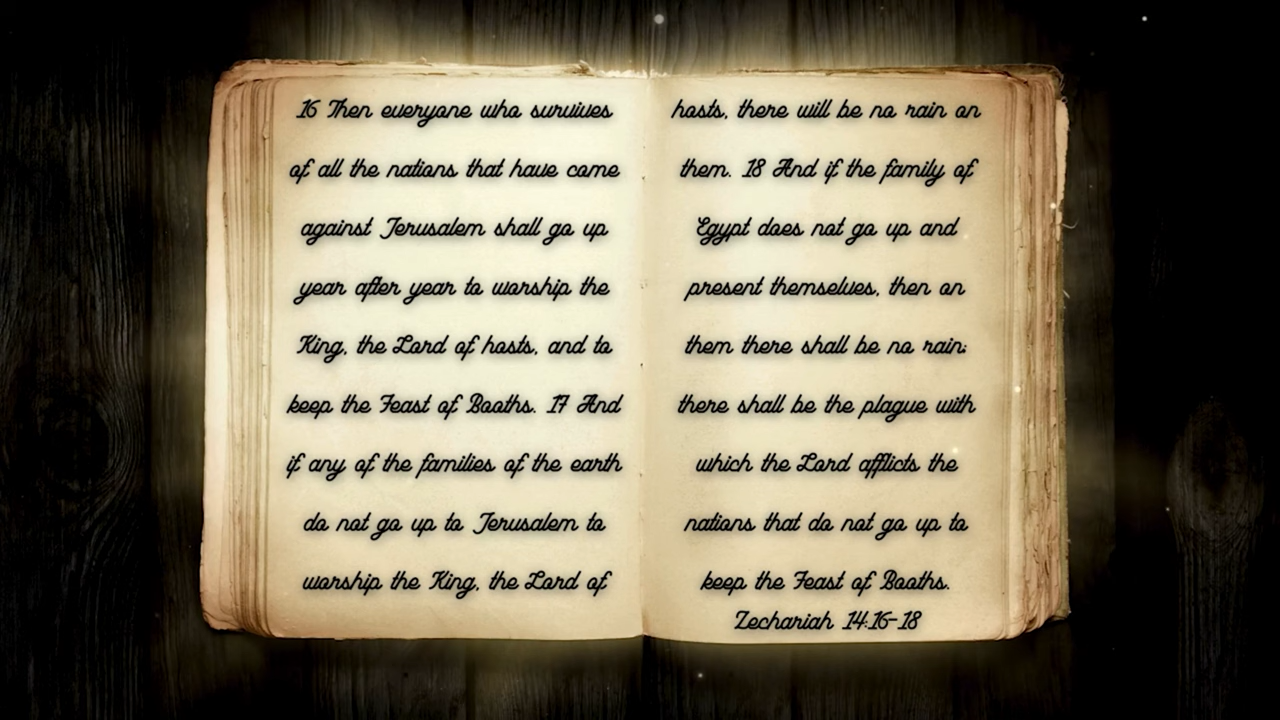 16 Then everyone who survives
of all the nations that have come
against Jerusalem shall go up
year after year to worship the
King, the Lord of hosts, and to
keep the Feast of Booths. 17 And
if any of the families of the earth
do not go up to Jerusalem to
worship the King, the Lord of
hosts, there will be no rain on
them. 18 And if the family of
Egypt does not go up and
present themselves, then on
them there shall be no rain;
there shall be the plague with
which the Lord afflicts the
nations that do not go up to
keep the Feast of Booths.
Zechariah 14:16-18